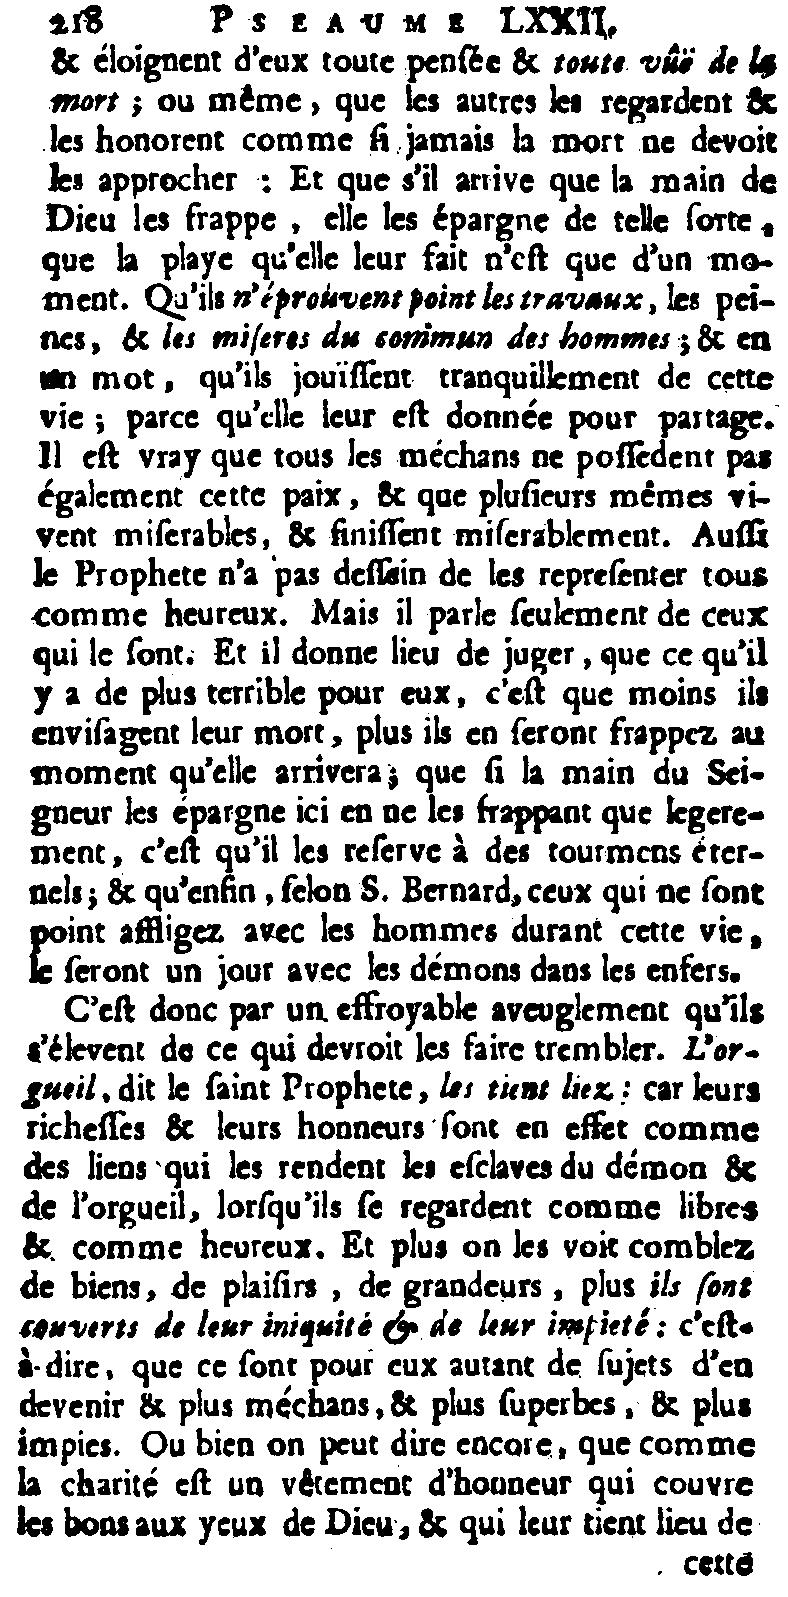 218 PSEAUME LXXII.
& éloignent d'eux toute penſée & toute vûë de la
mort ; ou même, que les autres les regardent &
les honorent comme ſi jamais la mort ne devoit
les approcher : Et que s'il arrive que la main de
Dieu les frappe , elle les épargne de telle ſorte ,
que la playe qu'elle leur fait n'eſt que d'un mo-
ment. Qu'ils n'éprouvent point les travaux, les pei-
nes, & les miſeres du commun des hommes ; & en
un mot , qu'ils jouïſſent tranquillement de cette
vie ; parce qu'elle leur eſt donnée pour partage.
Il eſt vray que tous les méchans ne poſſedent pas
également cette paix, & que pluſieurs mêmes vi-
vent miſerables, & finiſſent miſerablement. Auſſi
le Prophete n'a pas deſſein de les repreſenter tous
comme heureux. Mais il parle ſeulement de ceux
qui le ſont. Et il donne lieu de juger , que ce qu'il
y a de plus terrible pour eux, c'eſt que moins ils
enviſagent leur mort, plus ils en ſeront frappez au
moment qu'elle arrivera ; que ſi la main du Sei-
gneur les épargne ici en ne les frappant que legere-
ment, c'eſt qu'il les reſerve à des tourmens éter-
nels ; & qu'enfin , ſelon S. Bernard, ceux qui ne ſont
point affligez avec les hommes durant cette vie,
le ſeront un jour avec les démons dans les enfers.
C'eſt donc par un effroyable aveuglement qu'ils
s'élevent de ce qui devroit les faire trembler. L'or-
gueil, dit le ſaint Prophete, les tient liez : car leurs
richeſſes & leurs honneurs ſont en effet comme
des liens qui les rendent les eſclaves du démon &
de l'orgueil, lorſqu'ils ſe regardent comme libres
& comme heureux. Et plus on les voit comblez
de biens, de plaiſirs , de grandeurs , plus ils ſont
couverts de leur iniquité & de leur impieté : c'eſt-
à-dire, que ce ſont pour eux autant de ſujets d'en
devenir & plus méchans, & plus ſuperbes, & plus
impies. Ou bien on peut dire encore, que comme
la charité eſt un vêtement d'honneur qui couvre
les bons aux yeux de Dieu, & qui leur tient lieu de
cette